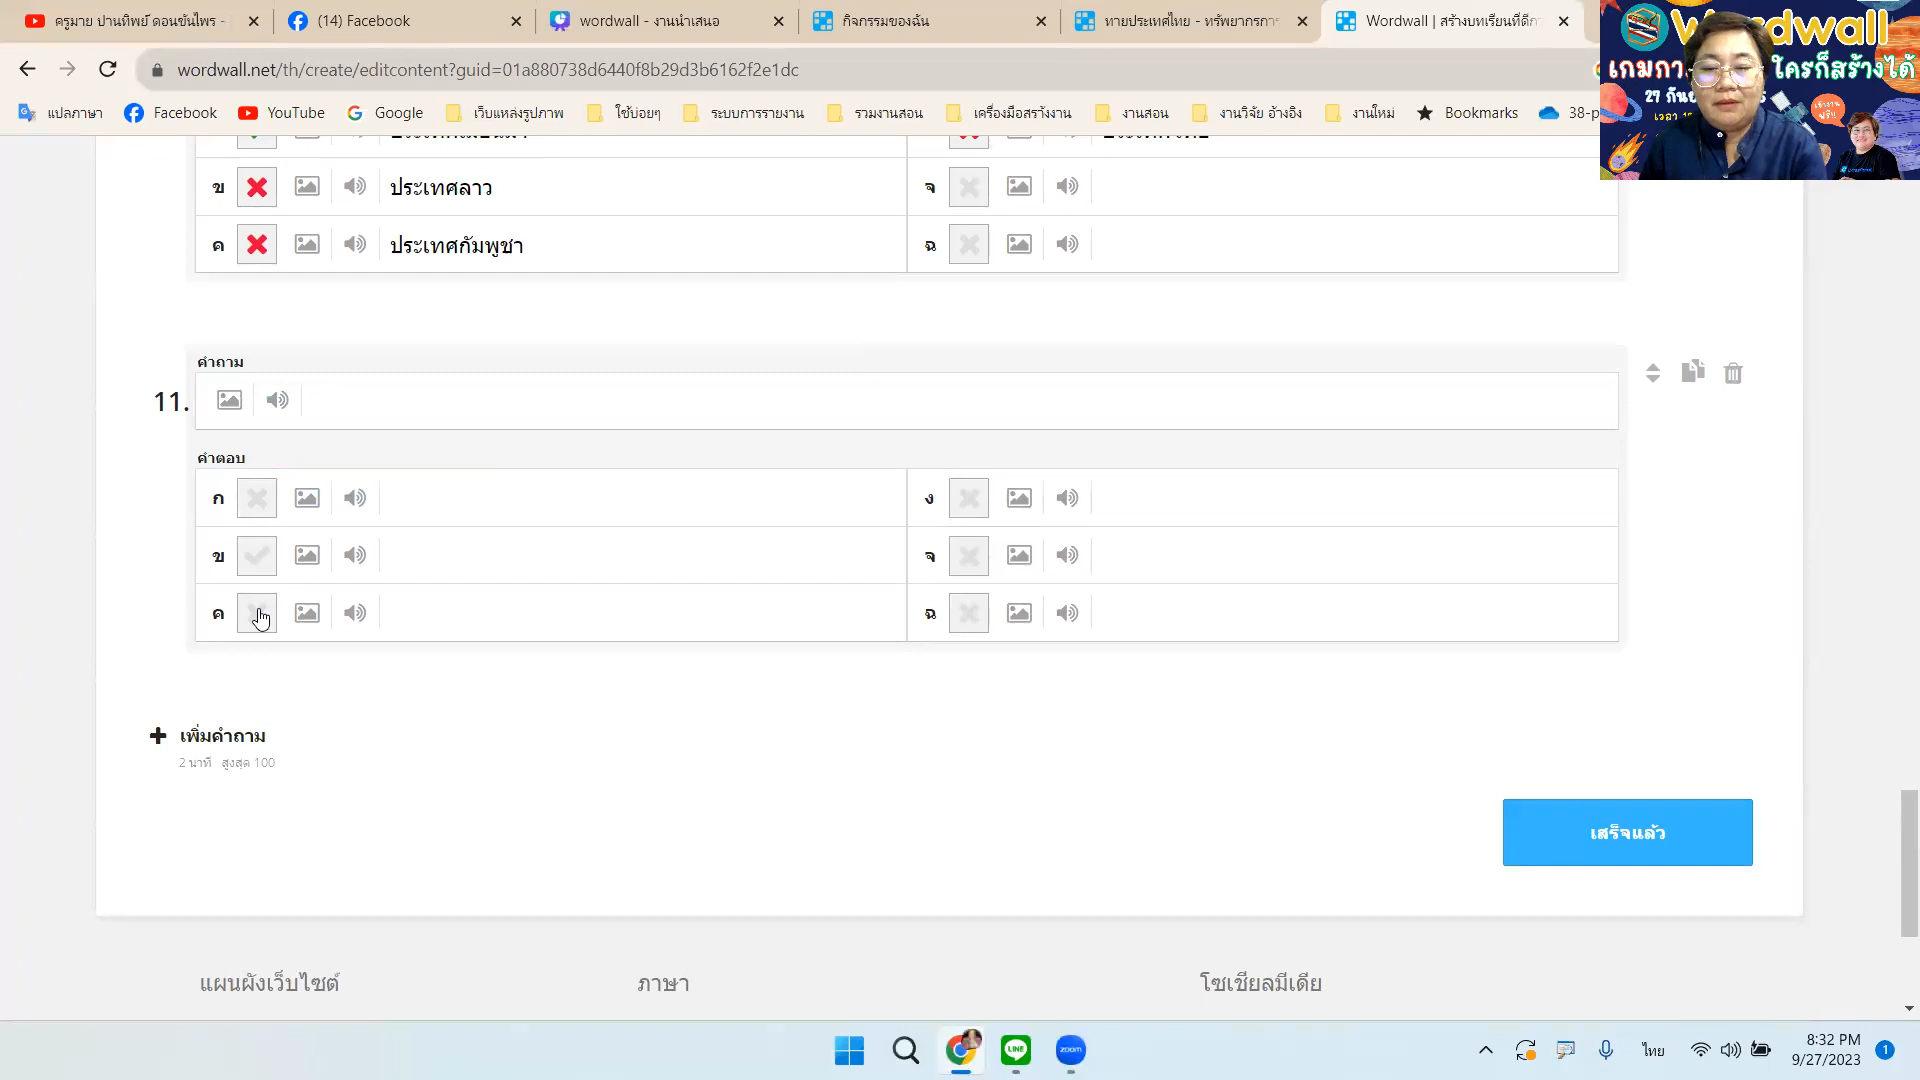 ครูมาย ปานทิพย์ ดอนขันไพร -
(14) Facebook
wordwall - งานนำเสนอ
กิจกรรมของฉัน
ทายประเทศไทย - ทรัพยากรการ
Wordwall | สร้างบทเรียนที่ดีก
wordwall.net/th/create/editcontent?guid=01a880738d6440f8b29d3b6162f2e1dc
แปลภาษา
Facebook
YouTube
Google
เว็บแหล่งรูปภาพ
ใช้บ่อยๆ
ระบบการรายงาน
รวมงานสอน
เครื่องมือสรว้างงาน
งานสอน
งานวิจัย อ้างอิง
งานใหม่
Bookmarks
38-p
ใครก็สร้างได้
ข
ประเทศลาว
จ
ค
ประเทศกัมพูชา
ฉ
คำถาม
11.
คำตอบ
ก
ง
ข
จ
ค
ฉ
เพิ่มคำถาม
2 นาที สูงสุด 100
เสร็จแล้ว
แผนผังเว็บไซต์
ภาษา
โซเชียลมีเดีย
LINE
zoom
ไทย
8:32 PM
9/27/2023
1